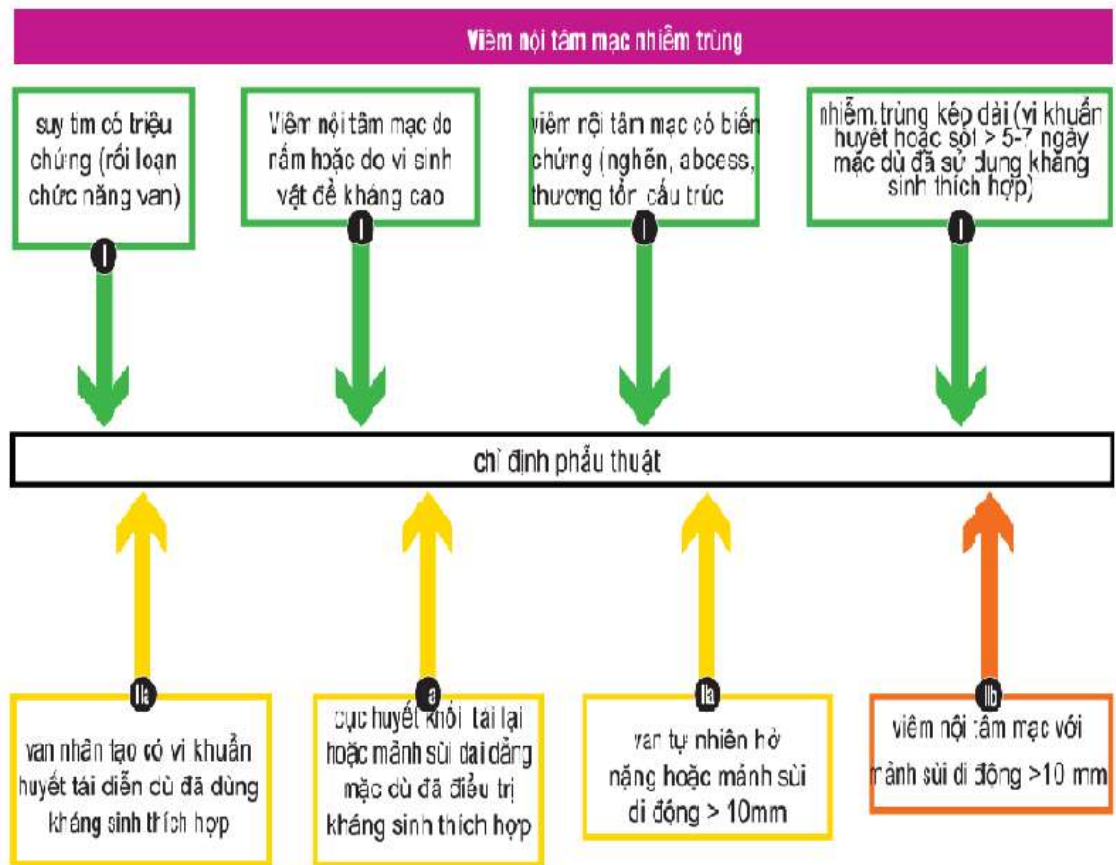 Viêm nội tâm mạc nhiễm trùng
suy tim có triệu
chứng (rối loạn
chức năng van)
I
Viêm nội tâm mạc do
nấm hoặc do vi sinh
vật đề kháng cao
I
viêm nội tâm mạc có biến
chứng (nghẽn, abcess,
thương tổn cấu trúc
I
nhiễm trùng kéo dài (vi khuẩn
huyết hoặc sốt > 5-7 ngày
mặc dù đã sử dụng kháng
sinh thích hợp)
I
chỉ định phẫu thuật
IIa
van nhân tạo có vi khuẩn
huyết tái diễn dù đã dùng
kháng sinh thích hợp
a
cục huyết khối tái lại
hoặc mảnh sùi dai dẳng
mặc dù đã điều trị
kháng sinh thích hợp
IIa
van tự nhiên hở
nặng hoặc mảnh sùi
di động > 10mm
IIb
viêm nội tâm mạc với
mảnh sùi di động >10 mm